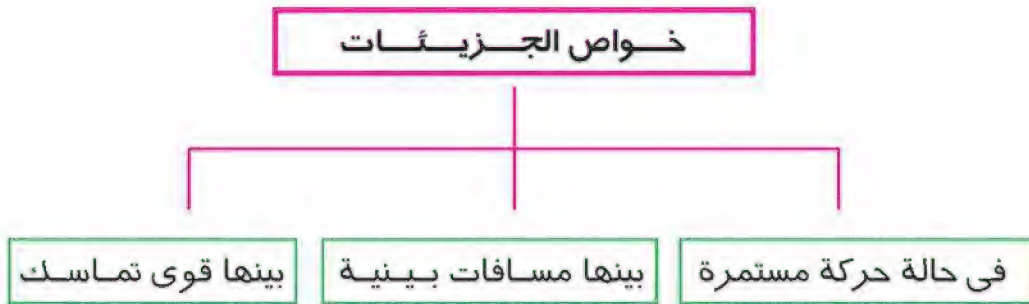 خواص الجزيئات
فى حالة حركة مستمرة
بينها مسافات بينية
بينها قوى تماسك